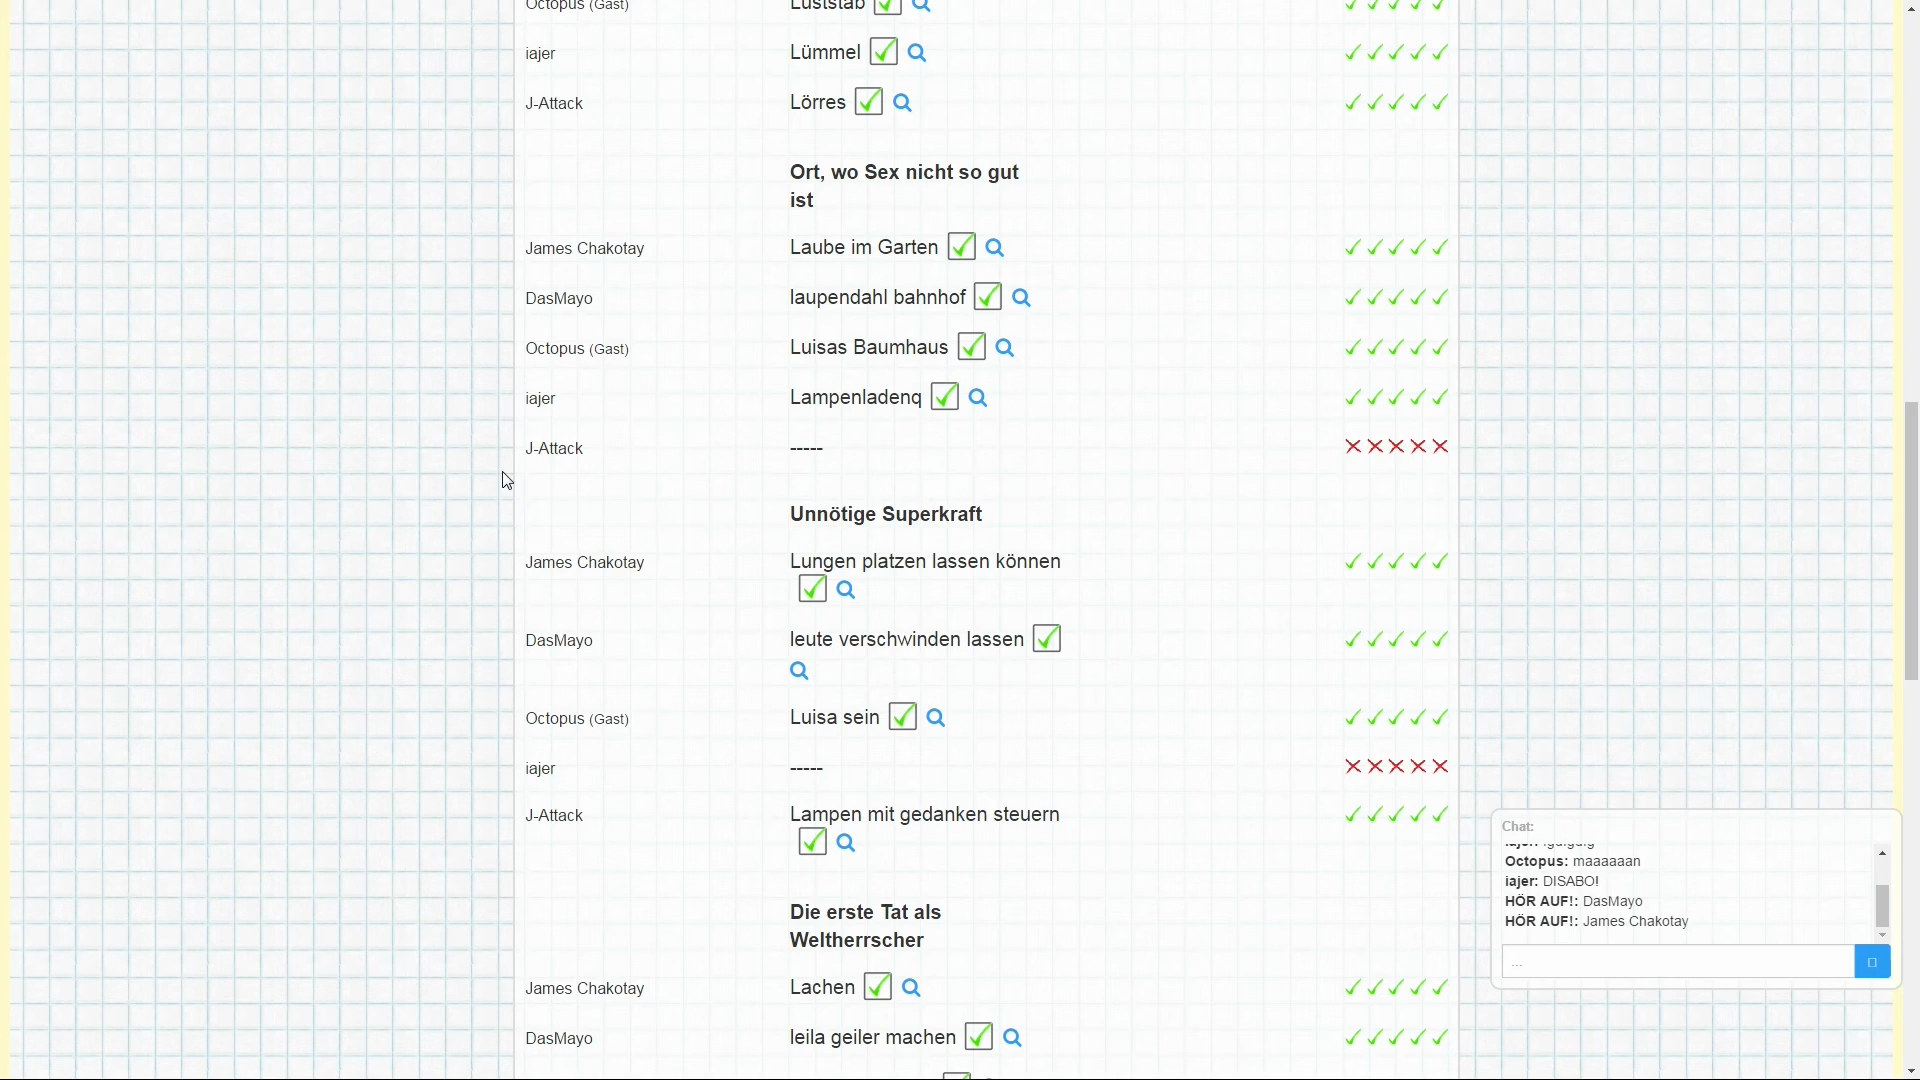 Octopus (Gast) Luststab
iajer Lümmel
J-Attack Lörres
Ort, wo Sex nicht so gut
ist
James Chakotay Laube im Garten
DasMayo laupendahl bahnhof
Octopus (Gast) Luisas Baumhaus
iajer Lampenladenq
J-Attack -----
Unnötige Superkraft
James Chakotay Lungen platzen lassen können
DasMayo leute verschwinden lassen
Octopus (Gast) Luisa sein
iajer -----
J-Attack Lampen mit gedanken steuern
Die erste Tat als
Weltherrscher
James Chakotay Lachen
DasMayo leila geiler machen
Chat:
Octopus: maaaaaan
iajer: DISABO!
HÖR AUF!: DasMayo
HÖR AUF!: James Chakotay
...